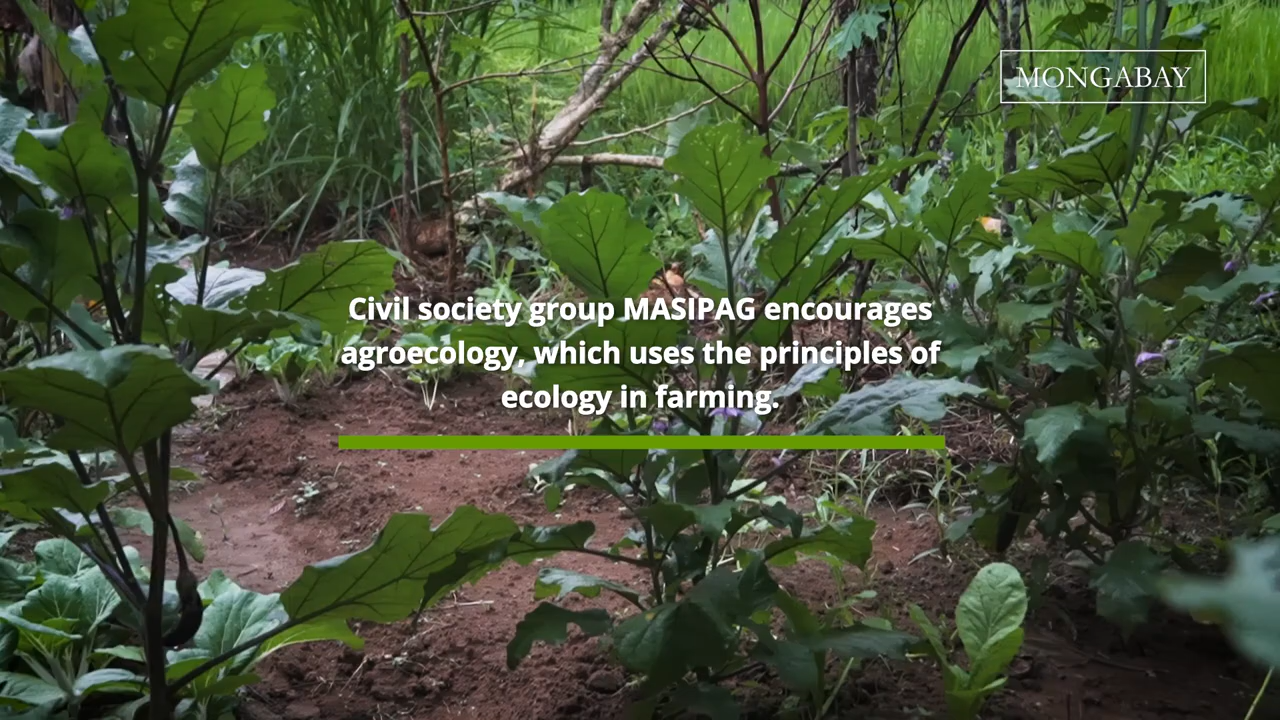 MONGABAY
Civil society group MASIPAG encourages
agroecology, which uses the principles of
ecology in farming.